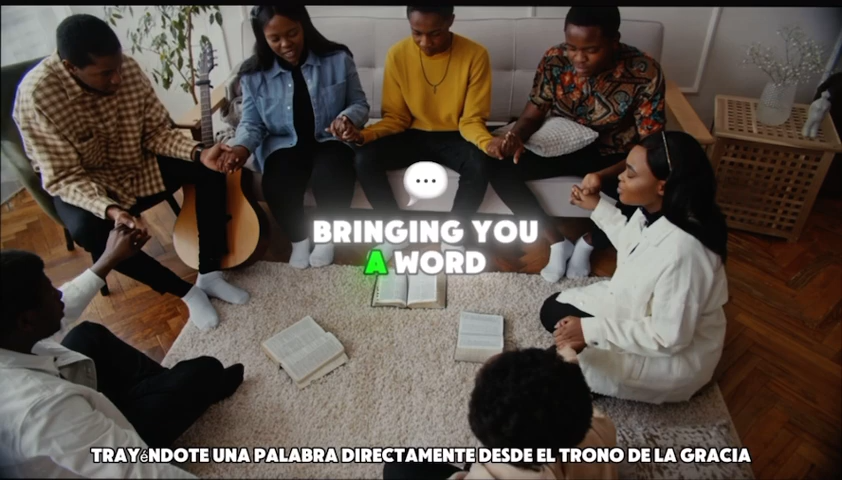 BRINGING YOU
A WORD
TRAYéNDOTE UNA PALABRA DIRECTAMENTE DESDE EL TRONO DE LA GRACIA